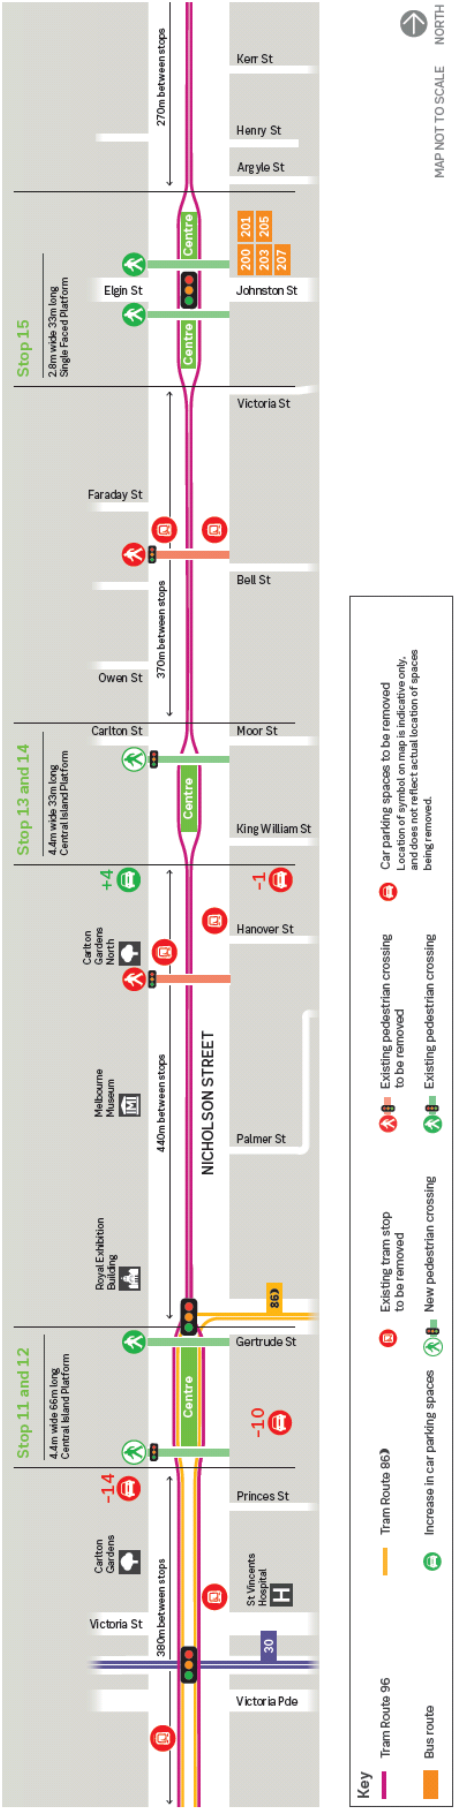 NORTH
MAP NOT TO SCALE
270m between stops
Kerr St
Henry St
Argyle St
Stop 15
2.8m wide 33m long
Single Faced Platform
Centre
200 201
203 205
207
Elgin St
Johnston St
Centre
Victoria St
Faraday St
Bell St
370m between stops
Owen St
Stop 13 and 14
4.4m wide 33m long
Central Island Platform
Carlton St
Moor St
Centre
King William St
+4
-1
Carlton
Gardens
North
Hanover St
Melbourne
Museum
440m between stops
NICHOLSON STREET
Palmer St
Royal Exhibition
Building
86
Stop 11 and 12
4.4m wide 66m long
Central Island Platform
Gertrude St
Centre
-10
-14
Princes St
Carlton
Gardens
380m between stops
St Vincents
Hospital
H
Victoria St
30
Victoria Pde
Key
Tram Route 96
Bus route
Tram Route 86
Increase in car parking spaces
Existing tram stop
to be removed
New pedestrian crossing
Existing pedestrian crossing
to be removed
Existing pedestrian crossing
Car parking spaces to be removed
Location of symbol on map is indicative only,
and does not reflect actual location of spaces
being removed.